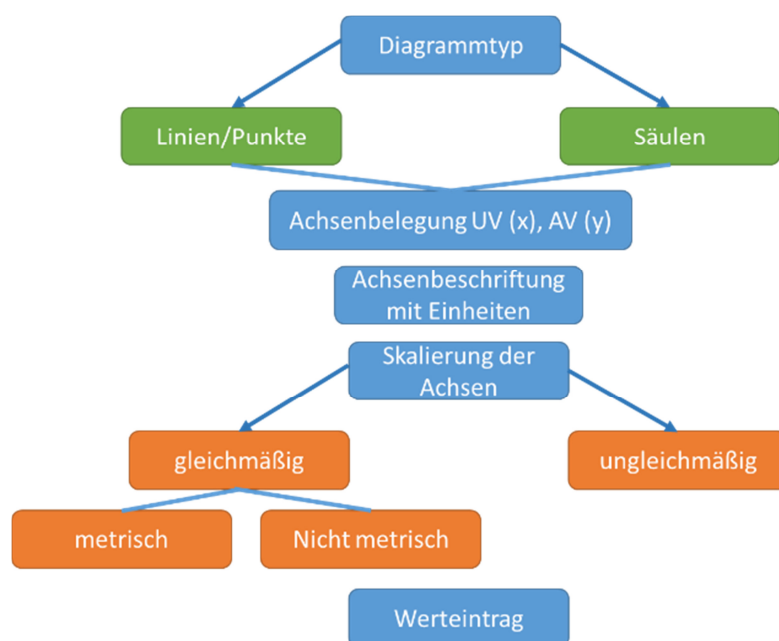 Diagrammtyp
Linien/Punkte
Säulen
Achsenbelegung UV (x), AV (y)
Achsenbeschriftung
mit Einheiten
Skalierung der
Achsen
gleichmäßig
ungleichmäßig
metrisch
Nicht metrisch
Werteintrag